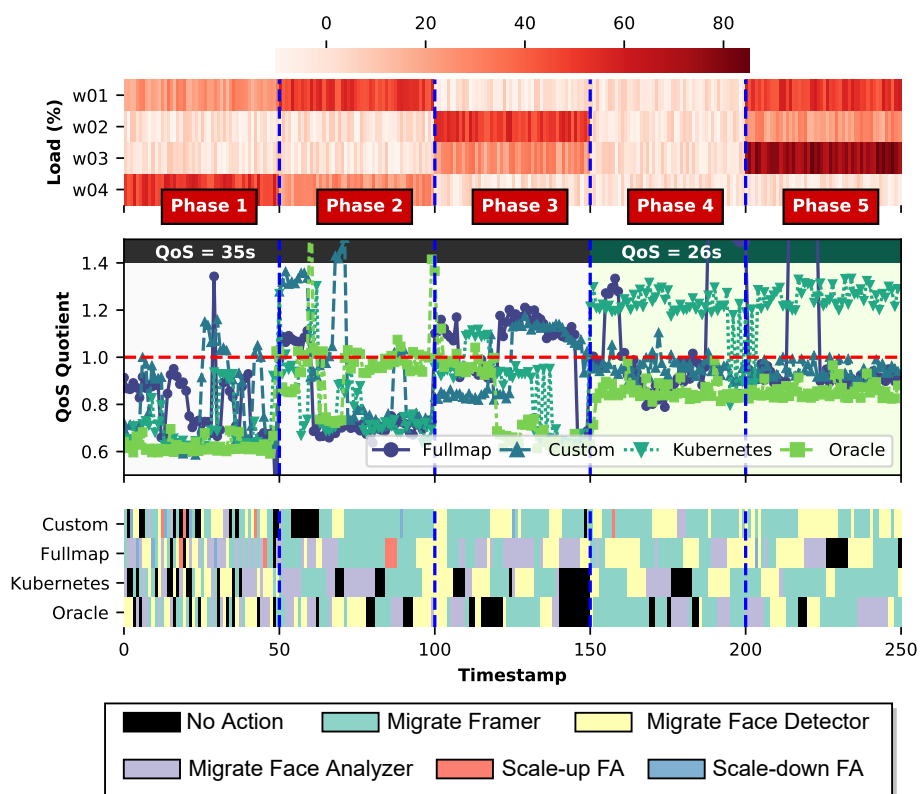 0 20 40 60 80
Load (%)
w01
w02
w03
w04
Phase 1 Phase 2 Phase 3 Phase 4 Phase 5
QoS Quotient
QoS = 35s QoS = 26s
1.4
1.2
1.0
0.8
0.6
Fullmap Custom Kubernetes Oracle
Custom
Fullmap
Kubernetes
Oracle
0 50 100 150 200 250
Timestamp
No Action Migrate Framer Migrate Face Detector
Migrate Face Analyzer Scale-up FA Scale-down FA